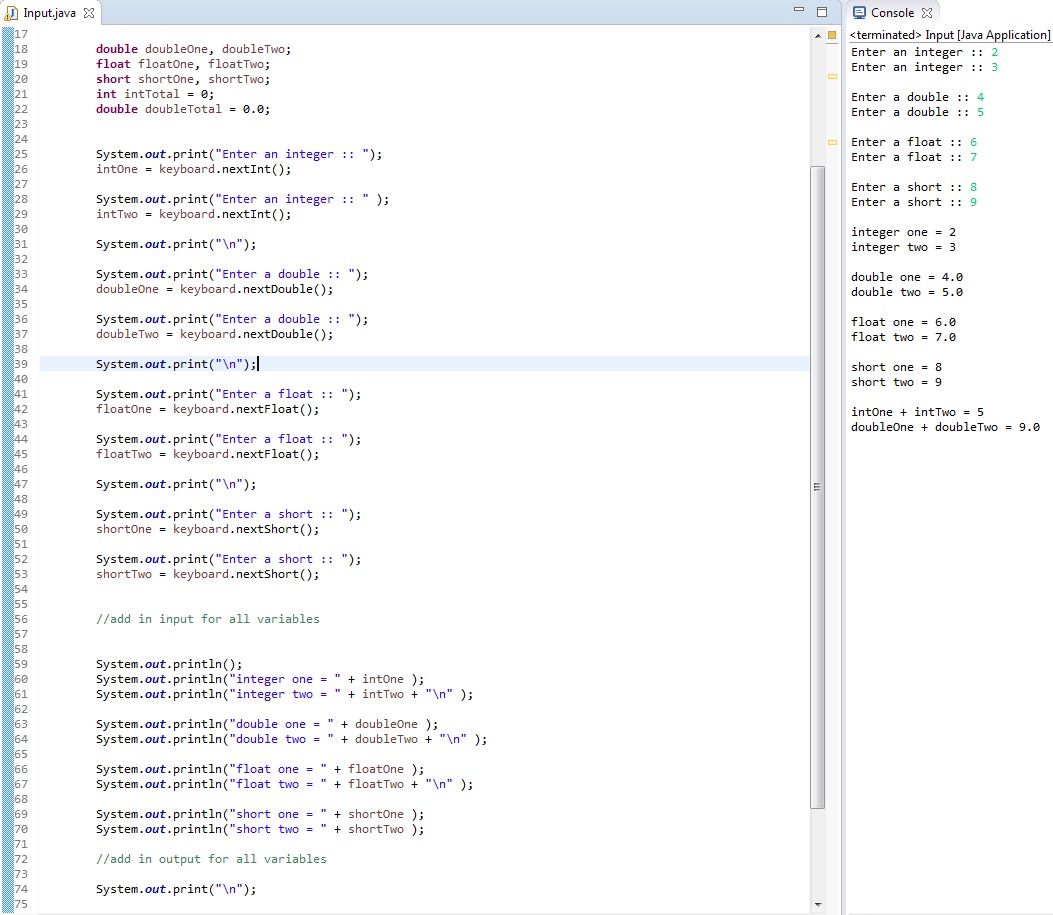 Input.java
17
18 double doubleOne, doubleTwo;
19 float floatOne, floatTwo;
20 short shortOne, shortTwo;
21 int intTotal = 0;
22 double doubleTotal = 0.0;
23
24
25 System.out.print("Enter an integer :: ");
26 intOne = keyboard.nextInt();
27
28 System.out.print("Enter an integer :: " );
29 intTwo = keyboard.nextInt();
30
31 System.out.print("\n");
32
33 System.out.print("Enter a double :: ");
34 doubleOne = keyboard.nextDouble();
35
36 System.out.print("Enter a double :: ");
37 doubleTwo = keyboard.nextDouble();
38
39 System.out.print("\n");
40
41 System.out.print("Enter a float :: ");
42 floatOne = keyboard.nextFloat();
43
44 System.out.print("Enter a float :: ");
45 floatTwo = keyboard.nextFloat();
46
47 System.out.print("\n");
48
49 System.out.print("Enter a short :: ");
50 shortOne = keyboard.nextShort();
51
52 System.out.print("Enter a short :: ");
53 shortTwo = keyboard.nextShort();
54
55
56 //add in input for all variables
57
58
59 System.out.println();
60 System.out.println("integer one = " + intOne );
61 System.out.println("integer two = " + intTwo + "\n" );
62
63 System.out.println("double one = " + doubleOne );
64 System.out.println("double two = " + doubleTwo + "\n" );
65
66 System.out.println("float one = " + floatOne );
67 System.out.println("float two = " + floatTwo + "\n" );
68
69 System.out.println("short one = " + shortOne );
70 System.out.println("short two = " + shortTwo );
71
72 //add in output for all variables
73
74 System.out.print("\n");
75
Console
<terminated> Input [Java Application]
Enter an integer :: 2
Enter an integer :: 3
Enter a double :: 4
Enter a double :: 5
Enter a float :: 6
Enter a float :: 7
Enter a short :: 8
Enter a short :: 9
integer one = 2
integer two = 3
double one = 4.0
double two = 5.0
float one = 6.0
float two = 7.0
short one = 8
short two = 9
intOne + intTwo = 5
doubleOne + doubleTwo = 9.0